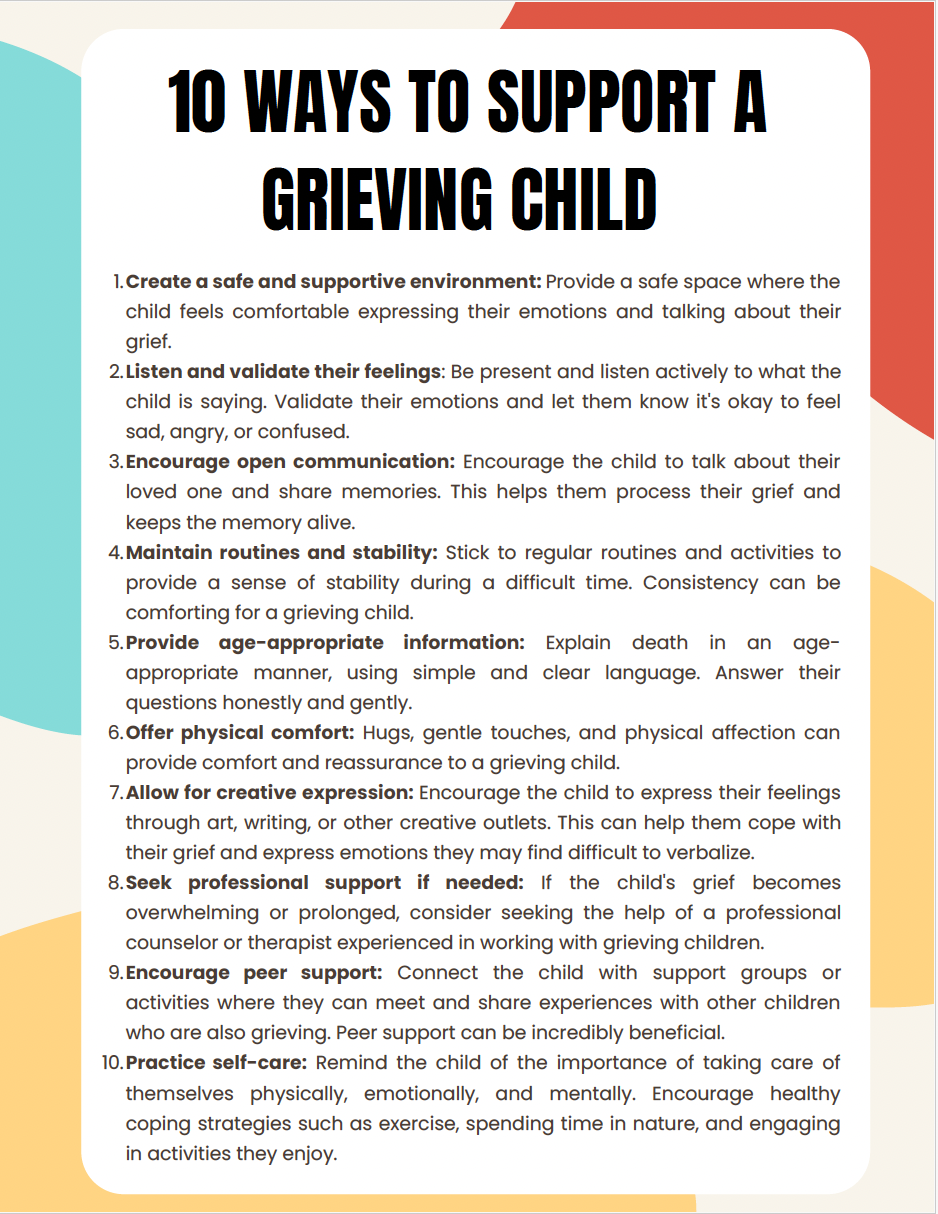 10 WAYS TO SUPPORT A
GRIEVING CHILD
1. Create a safe and supportive environment: Provide a safe space where the
child feels comfortable expressing their emotions and talking about their
grief.
2. Listen and validate their feelings: Be present and listen actively to what the
child is saying. Validate their emotions and let them know it's okay to feel
sad, angry, or confused.
3. Encourage open communication: Encourage the child to talk about their
loved one and share memories. This helps them process their grief and
keeps the memory alive.
4. Maintain routines and stability: Stick to regular routines and activities to
provide a sense of stability during a difficult time. Consistency can be
comforting for a grieving child.
5. Provide age-appropriate information: Explain death in an age-
appropriate manner, using simple and clear language. Answer their
questions honestly and gently.
6. Offer physical comfort: Hugs, gentle touches, and physical affection can
provide comfort and reassurance to a grieving child.
7. Allow for creative expression: Encourage the child to express their feelings
through art, writing, or other creative outlets. This can help them cope with
their grief and express emotions they may find difficult to verbalize.
8. Seek professional support if needed: If the child's grief becomes
overwhelming or prolonged, consider seeking the help of a professional
counselor or therapist experienced in working with grieving children.
9. Encourage peer support: Connect the child with support groups or
activities where they can meet and share experiences with other children
who are also grieving. Peer support can be incredibly beneficial.
10. Practice self-care: Remind the child of the importance of taking care of
themselves physically, emotionally, and mentally. Encourage healthy
coping strategies such as exercise, spending time in nature, and engaging
in activities they enjoy.